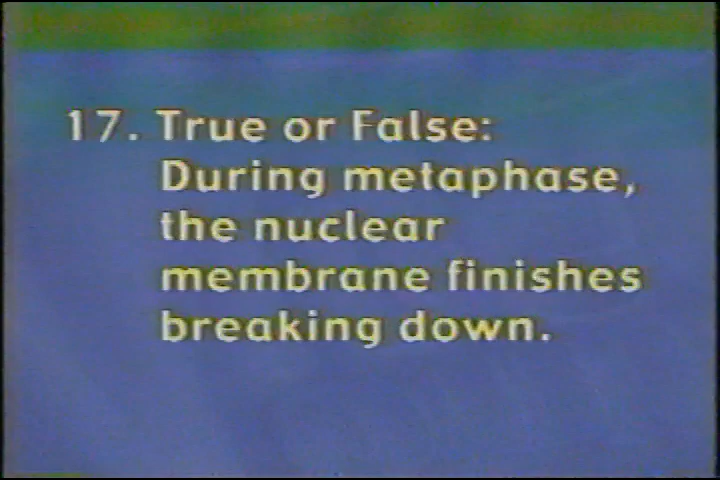 17. True or False:
During metaphase,
the nuclear
membrane finishes
breaking down.